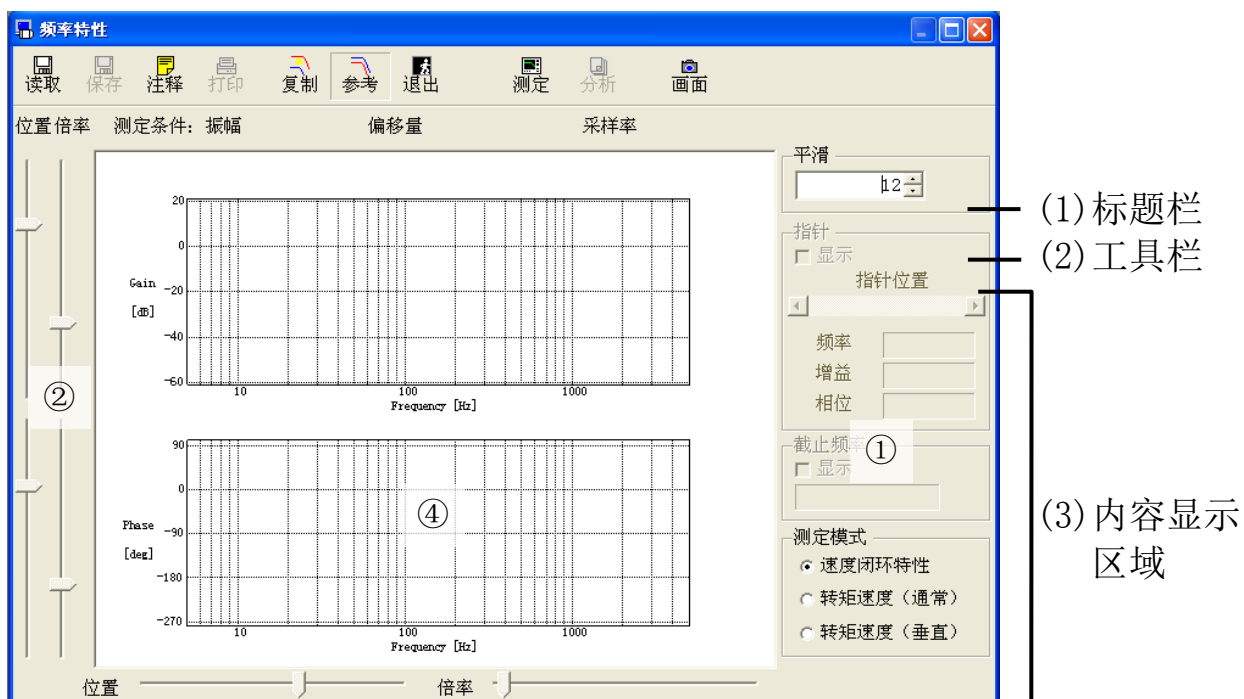 频率特性
读取 保存 注释 打印 复制 参考 退出 测定 分析 画面
位置 倍率 测定条件: 振幅 偏移量 采样率
平滑
12
(1)标题栏
指针
显示
(2)工具栏
指针位置
频率
增益
相位
截止频率
①
显示
(3)内容显示
区域
测定模式
速度闭环特性
转矩速度（通常）
转矩速度（垂直）
②
20
0
Gain -20
[dB]
-40
-60
10 100 1000
Frequency [Hz]
90
0
④
Phase -90
[deg]
-180
-270
10 100 1000
Frequency [Hz]
位置 倍率